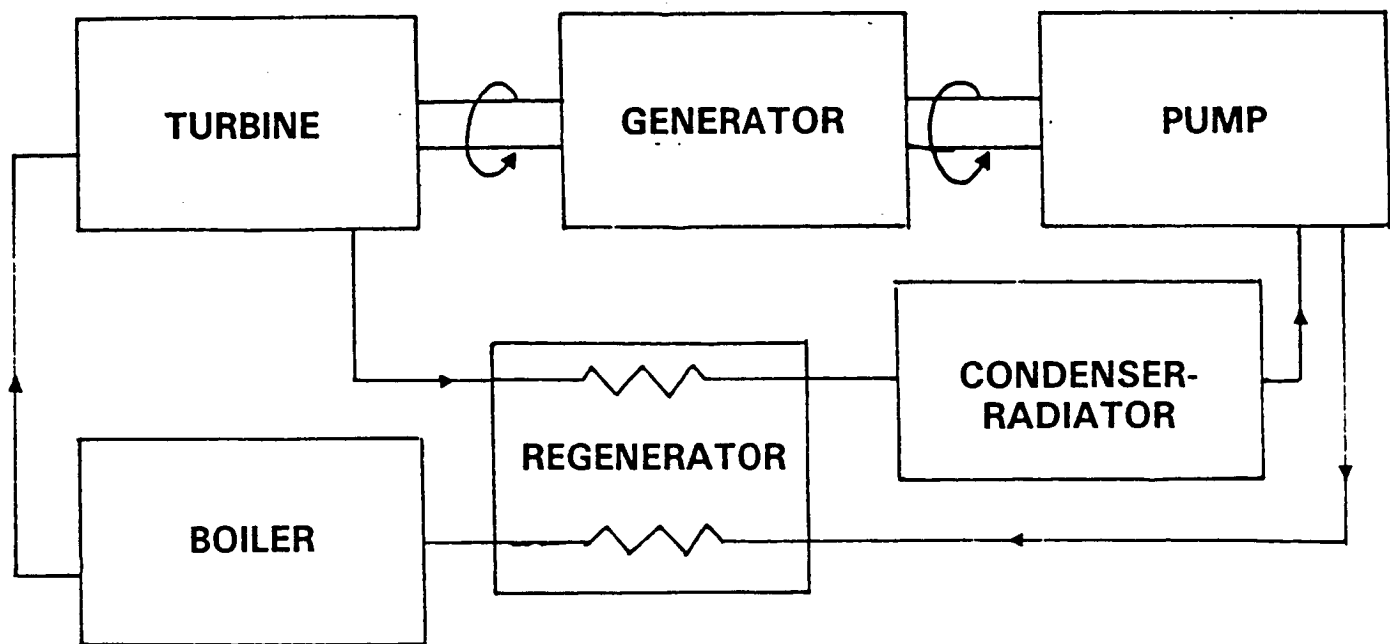 TURBINE
GENERATOR
PUMP
CONDENSER-
RADIATOR
REGENERATOR
BOILER